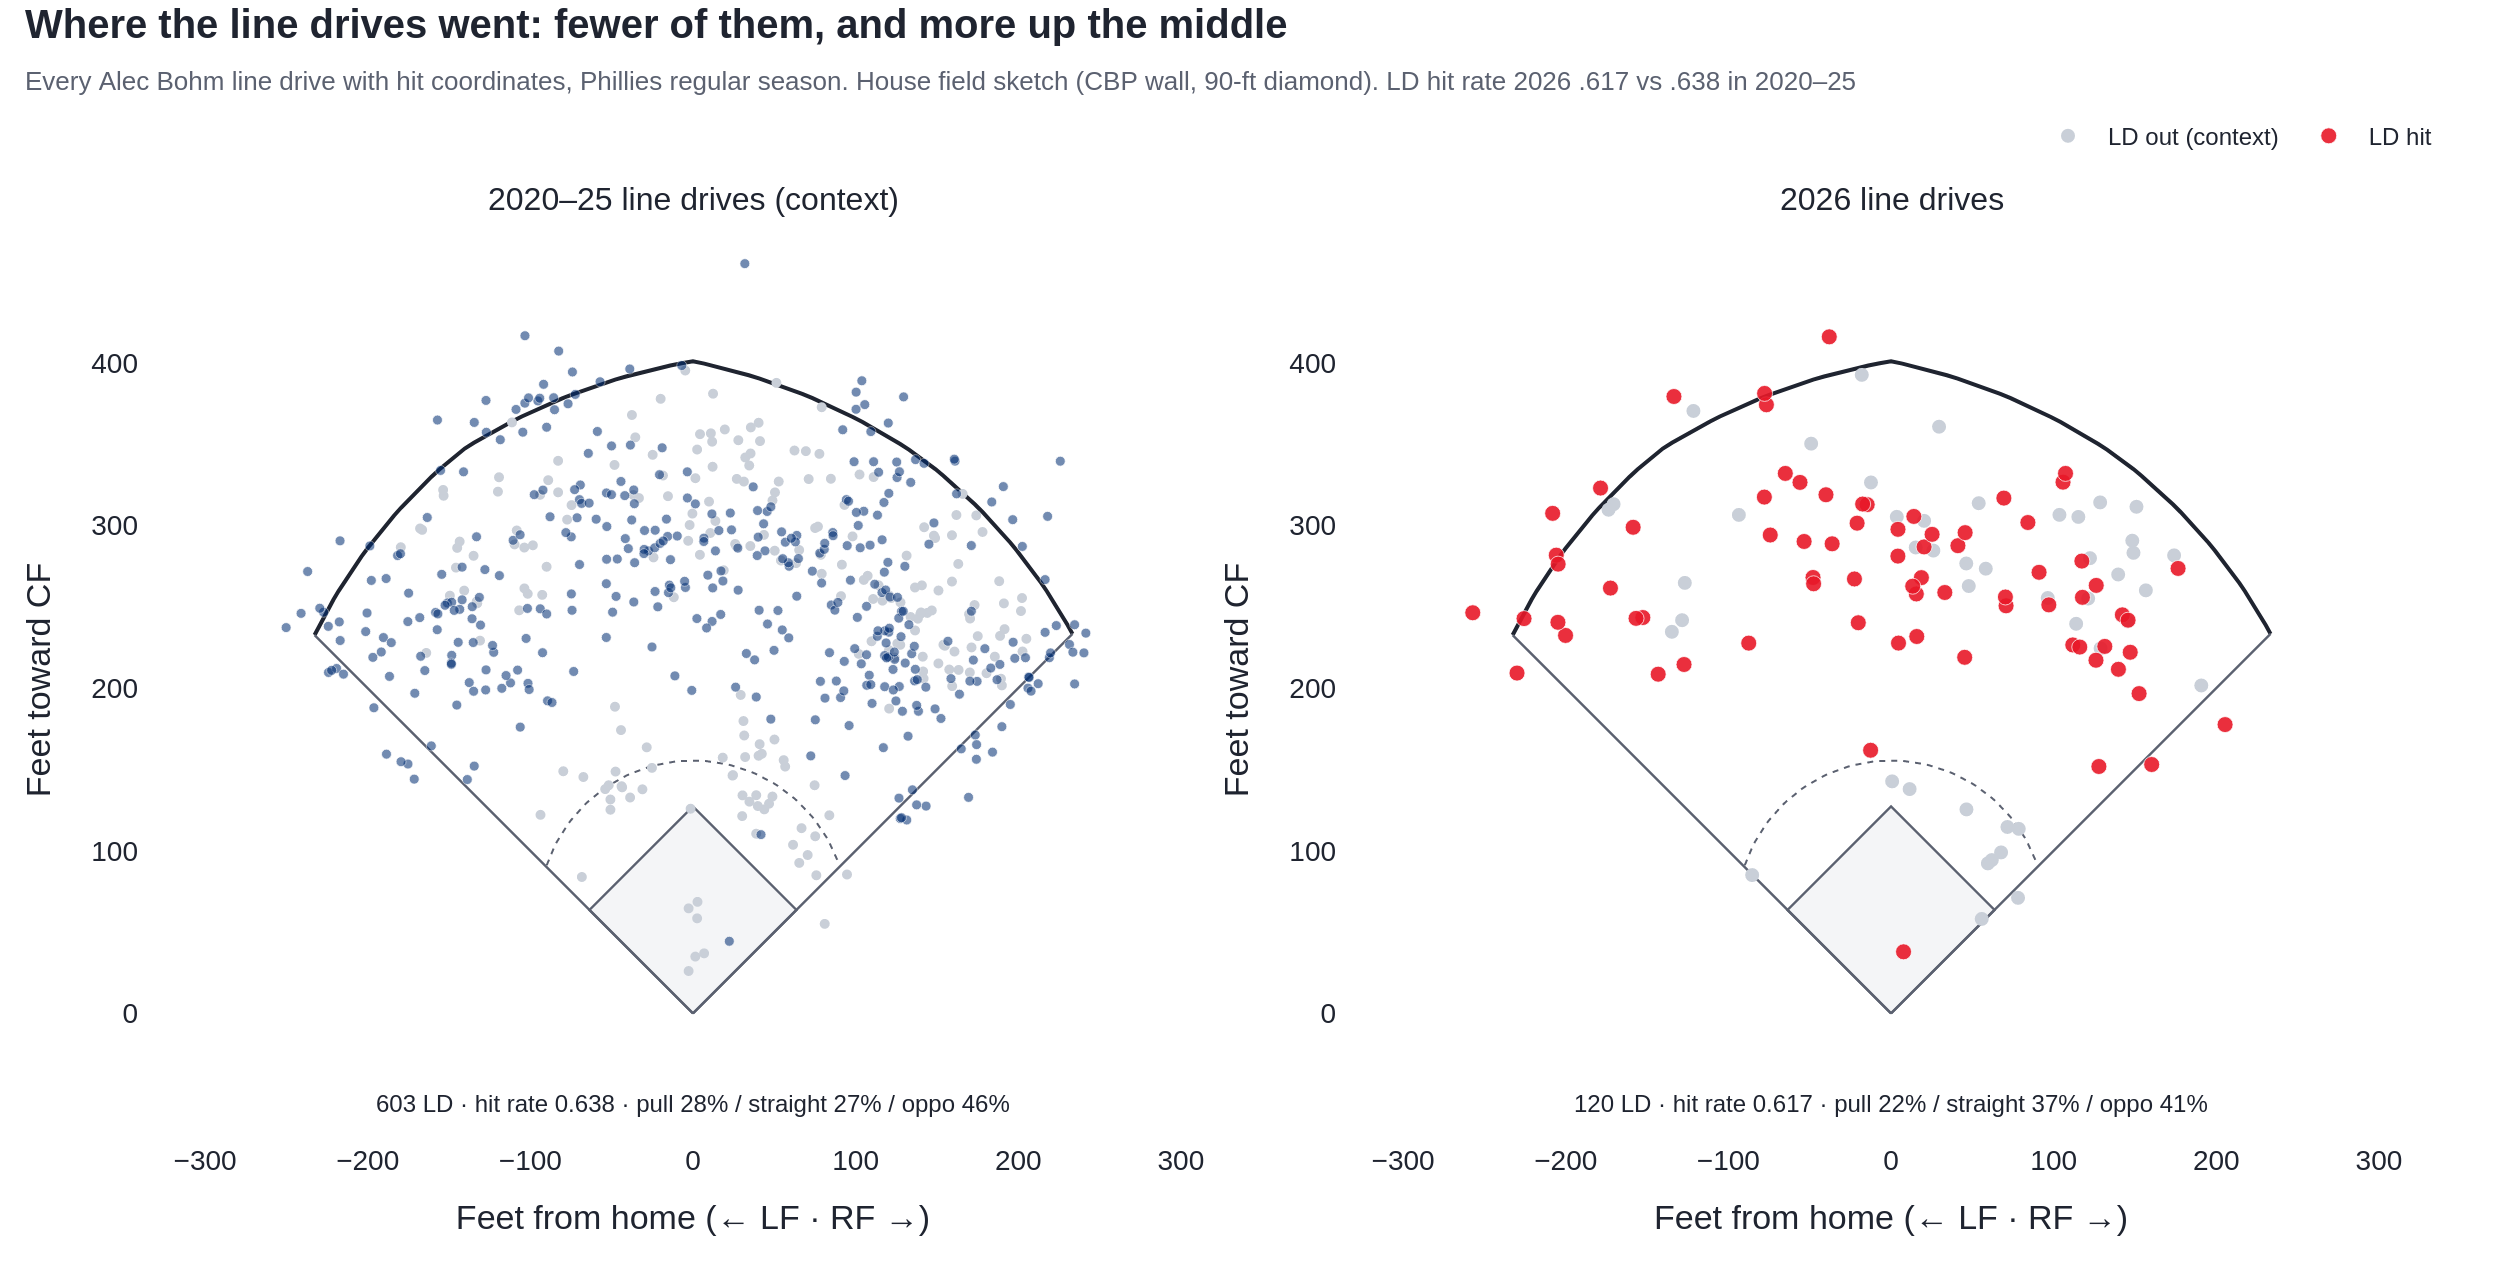 Where the line drives went: fewer of them, and more up the middle
Every Alec Bohm line drive with hit coordinates, Phillies regular season. House field sketch (CBP wall, 90-ft diamond). LD hit rate 2026 .617 vs .638 in 2020–25
LD out (context) LD hit
2020–25 line drives (context)
400
300
200
100
0
Feet toward CF
603 LD · hit rate 0.638 · pull 28% / straight 27% / oppo 46%
−300 −200 −100 0 100 200 300
Feet from home (← LF · RF →)
2026 line drives
400
300
200
100
0
Feet toward CF
120 LD · hit rate 0.617 · pull 22% / straight 37% / oppo 41%
−300 −200 −100 0 100 200 300
Feet from home (← LF · RF →)